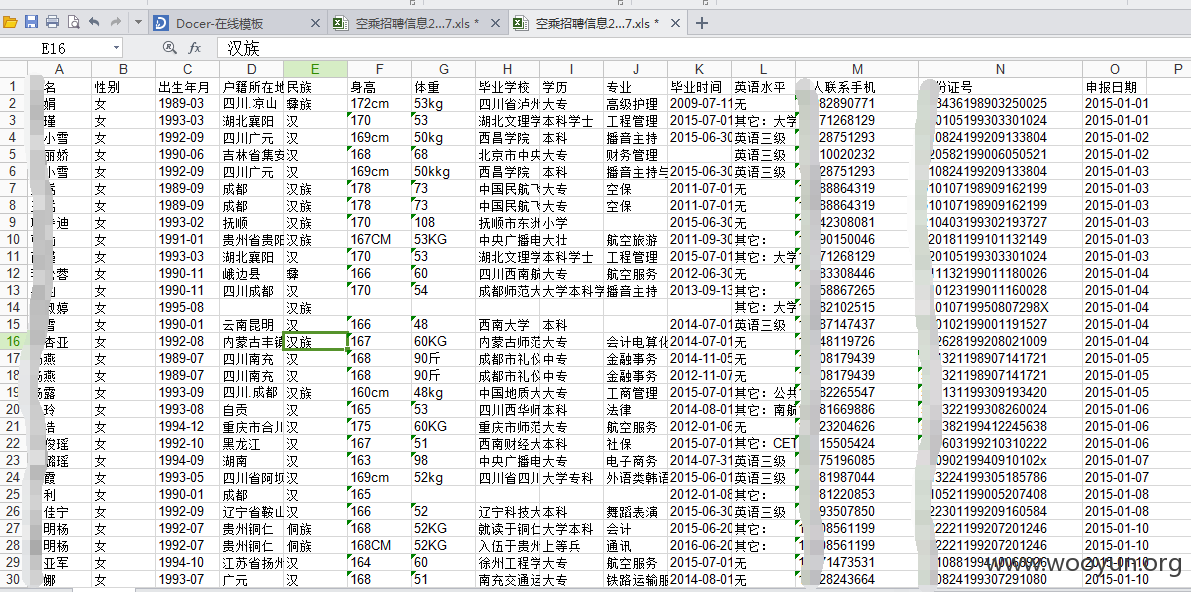 Docer-在线模板 空乘招聘信息2...7.xls * 空乘招聘信息2...7.xls *
E16 fx 汉族
A B C D E F G H I J K L M N O P
1 名 性别 出生年月 户籍所在地 民族 身高 体重 毕业学校 学历 专业 毕业时间 英语水平 人联系手机 份证号 申报日期
2 娟 女 1989-03 四川.凉山 彝族 172cm 53kg 四川省泸州 大专 高级护理 2009-07-11 无 82890771 3436198903250025 2015-01-01
3 瑾 女 1993-03 湖北襄阳 汉 170 53 湖北文理学 本科学士 工程管理 2015-07-01 其它：大学 71268129 0105199303301024 2015-01-01
4 小雪 女 1992-09 四川广元 汉 169cm 50kg 西昌学院 本科 播音主持 2015-06-30 英语三级 28751293 10824199209133804 2015-01-02
5 丽娇 女 1990-06 吉林省集安 汉 168 68 北京市中央 大专 财务管理 英语三级 10020232 20582199006050521 2015-01-02
6 小雪 女 1992-09 四川广元 汉 169cm 50kkg 西昌学院 本科 播音主持与 2015-06-30 英语三级 28751293 10824199209133804 2015-01-03
7 女 1989-09 成都 汉族 178 73 中国民航飞 大专 空保 2011-07-01 无 88864319 10107198909162199 2015-01-03
8 女 1989-09 成都 汉族 178 73 中国民航飞 大专 空保 2011-07-01 无 88864319 10107198909162199 2015-01-03
9 迪 女 1993-02 抚顺 汉族 170 108 抚顺市东洲 小学 2015-06-30 无 42308081 10403199302193727 2015-01-03
10 女 1991-01 贵州省贵阳 汉族 167CM 53KG 中央广播电 大壮 航空旅游 2011-09-30 其它： 90150046 20181199101132149 2015-01-03
11 女 1993-03 湖北襄阳 汉 170 53 湖北文理学 本科学士 工程管理 2015-07-01 其它：大学 71268129 0105199303301024 2015-01-03
12 蓉 女 1990-11 峨边县 彝 166 60 四川西南航 大专 航空服务 2012-06-30 无 83308446 1132199011180026 2015-01-04
13 女 1990-11 四川成都 汉 170 54 成都师范大 大学本科学 播音主持 2013-09-13 其它： 58867265 0123199011160028 2015-01-04
14 婷 女 1995-08 汉族 其它：大学 82102515 010719950807298X 2015-01-04
15 雪 女 1990-01 云南昆明 汉 166 48 西南大学 本科 2014-07-01 英语三级 87147437 0102199001191527 2015-01-04
16 杏亚 女 1992-08 内蒙古丰镇 汉族 167 60KG 内蒙古师范 大专 会计电算化 2014-07-01 无 48119726 2628199208021009 2015-01-04
17 燕 女 1989-07 四川南充 汉 168 90斤 成都市礼仪 中专 金融事务 2014-11-05 无 08179439 1321198907141721 2015-01-05
18 燕 女 1989-07 四川南充 汉 168 90斤 成都市礼仪 中专 金融事务 2012-11-07 无 08179439 1321198907141721 2015-01-05
19 露 女 1993-09 四川.成都 汉族 160cm 48kg 中国地质大 大专 工商管理 2015-07-01 其它：公共 82265547 1131199309193420 2015-01-05
20 玲 女 1993-08 自贡 汉 165 53 四川西华师 本科 法律 2014-08-01 其它：南航 81669886 322199308260024 2015-01-06
21 女 1994-12 重庆市合川 汉 175 60KG 重庆市师范 大专 航空服务 2012-01-06 无 23204626 382199412245638 2015-01-06
22 俊瑶 女 1992-10 黑龙江 汉 167 51 西南财经大 本科 社保 2015-07-01 其它：CET 15505424 603199210310222 2015-01-06
23 璐瑶 女 1994-09 湖南 汉 163 98 中央广播电 大专 电子商务 2014-07-31 英语三级 75196085 090219940910102x 2015-01-07
24 霞 女 1993-05 四川省阿坝 汉 169cm 52kg 四川省四川 大学专科 外语类韩语 2015-06-01 英语三级 81987044 13224199305185786 2015-01-07
25 利 女 1990-01 成都 汉 165 2012-01-08 其它： 81220853 10521199005207408 2015-01-08
26 佳宁 女 1992-09 辽宁省鞍山 汉 166 52 辽宁科技大 本科 舞蹈表演 2015-06-30 英语三级 93507850 2230119920916058​4 2015-01-08
27 明杨 女 1992-07 贵州铜仁 侗族 168 52KG 就读于铜仁 大学本科 会计 2015-06-20 其它： 08561199 2222199207201246 2015-01-10
28 明杨 女 1992-07 贵州铜仁 侗族 168CM 52KG 入伍于贵州 上等兵 通讯 2016-06-20 其它： 08561199 2221199207201246 2015-01-10
29 亚军 女 1994-10 江苏省扬州 汉 164 60 徐州工程学 大专 航空服务 2015-07-01 无 71473531 2015-01-10
30 娜 女 1993-07 广元 汉 168 51 南充交通运 大专 铁路运输服 2014-08-01 无 28243664 0824199307291080 2015-01-10
www.wooyun.org